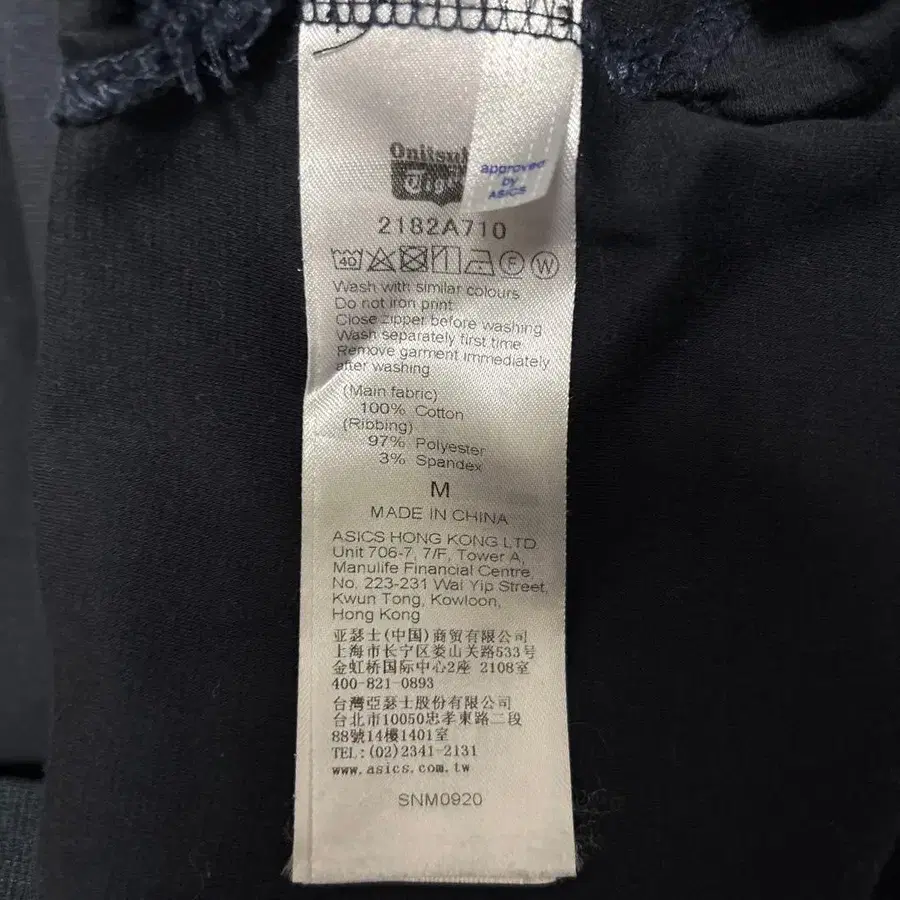 approved
by
ASICS
2182A710
40 F W
Wash with similar colours
Do not iron print
Close zipper before washing
Wash separately first time
Remove garment immediately
after washing
(Main fabric)
100% Cotton
(Ribbing)
97% Polyester
3% Spandex
M
MADE IN CHINA
ASICS HONG KONG LTD.
Unit 706-7, 7/F, Tower A,
Manulife Financial Centre
No. 223-231 Wai Yip Street,
Kwun Tong, Kowloon,
Hong Kong
亚瑟士(中国)商贸有限公司
上海市长宁区娄山关路533号
金虹桥国际中心2座 2108室
400-821-0893
台灣亞瑟士股份有限公司
台北市10050忠孝東路二段
88號14樓1401室
TEL:(02)2341-2131
www.asics.com.tw
SNM0920